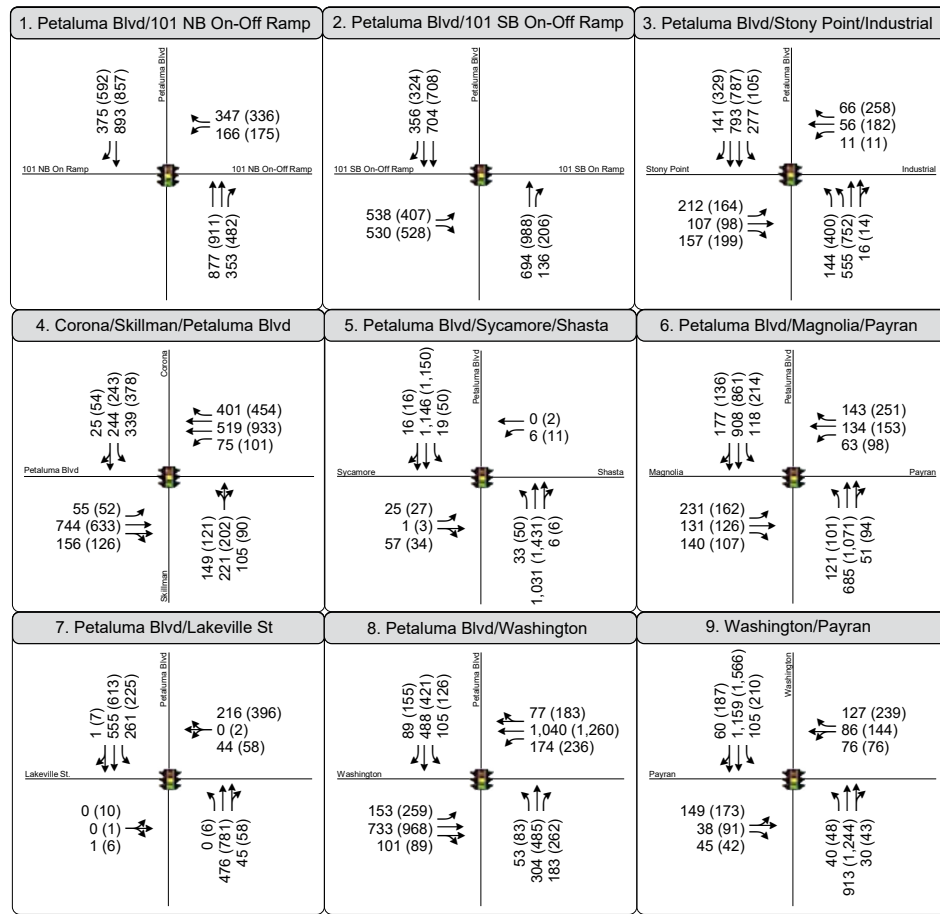 1. Petaluma Blvd/101 NB On-Off Ramp
Petaluma Blvd
375 (592)
893 (857)
347 (336)
166 (175)
101 NB On Ramp
101 NB On-Off Ramp
877 (911)
353 (482)
2. Petaluma Blvd/101 SB On-Off Ramp
Petaluma Blvd
356 (324)
704 (708)
101 SB On-Off Ramp
101 SB On Ramp
538 (407)
530 (528)
694 (988)
136 (206)
3. Petaluma Blvd/Stony Point/Industrial
Petaluma Blvd
141 (329)
793 (787)
277 (105)
66 (258)
56 (182)
11 (11)
Stony Point
Industrial
212 (164)
107 (98)
157 (199)
144 (400)
555 (752)
16 (14)
4. Corona/Skillman/Petaluma Blvd
Corona
25 (54)
244 (243)
339 (378)
401 (454)
519 (933)
75 (101)
Petaluma Blvd
55 (52)
744 (633)
156 (126)
149 (121)
221 (202)
105 (90)
Skillman
5. Petaluma Blvd/Sycamore/Shasta
Petaluma Blvd
16 (16)
1,146 (1,150)
19 (50)
0 (2)
6 (11)
Sycamore
Shasta
25 (27)
1 (3)
57 (34)
33 (50)
1,031 (1,431)
6 (6)
6. Petaluma Blvd/Magnolia/Payran
Petaluma Blvd
177 (136)
908 (861)
118 (214)
143 (251)
134 (153)
63 (98)
Magnolia
Payran
231 (162)
131 (126)
140 (107)
121 (101)
685 (1,071)
51 (94)
7. Petaluma Blvd/Lakeville St
Petaluma Blvd
1 (7)
555 (613)
261 (225)
216 (396)
0 (2)
44 (58)
Lakeville St.
0 (10)
0 (1)
1 (6)
0 (6)
476 (781)
45 (58)
8. Petaluma Blvd/Washington
Petaluma Blvd
89 (155)
488 (421)
105 (126)
77 (183)
1,040 (1,260)
174 (236)
Washington
153 (259)
733 (968)
101 (89)
53 (83)
304 (485)
183 (262)
9. Washington/Payran
Washington
60 (187)
1,159 (1,566)
105 (210)
127 (239)
86 (144)
76 (76)
Payran
149 (173)
38 (91)
45 (42)
40 (48)
913 (1,244)
30 (43)